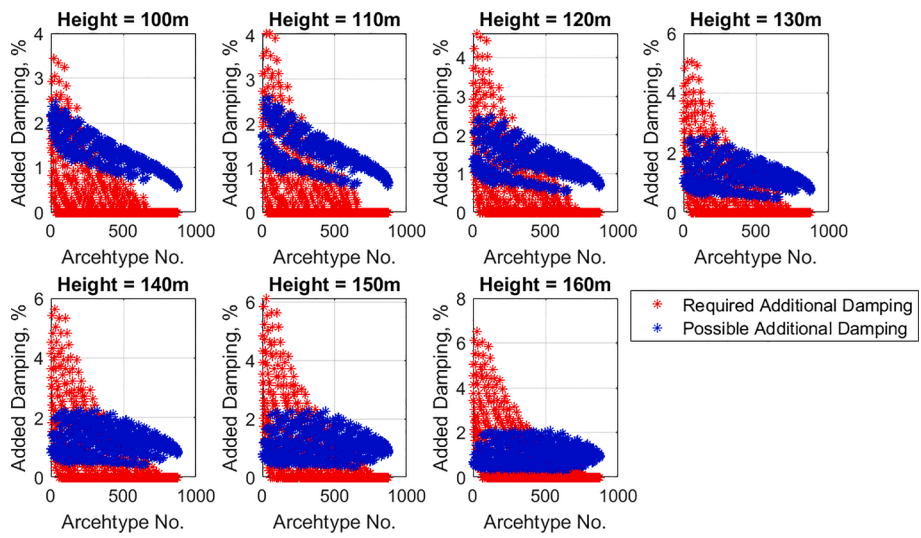 Height = 100m
Height = 110m
Height = 120m
Height = 130m
Added Damping, %
4
3
2
1
0
0
500
1000
Arcehtype No.
Added Damping, %
4
3
2
1
0
0
500
1000
Arcehtype No.
Added Damping, %
4
3
2
1
0
0
500
1000
Arcehtype No.
Added Damping, %
6
4
2
0
0
500
1000
Arcehtype No.
Height = 140m
Height = 150m
Height = 160m
Added Damping, %
6
4
2
0
0
500
1000
Arcehtype No.
Added Damping, %
6
4
2
0
0
500
1000
Arcehtype No.
Added Damping, %
8
6
4
2
0
0
500
1000
Arcehtype No.
Required Additional Damping
Possible Additional Damping